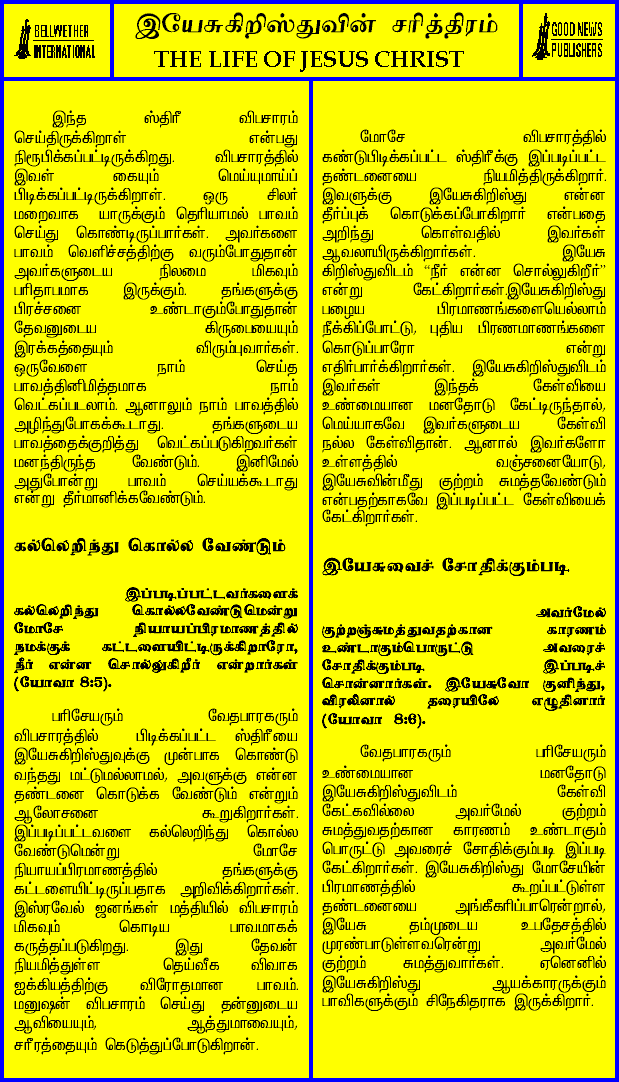 BELLWETHER
INTERNATIONAL
இயேசுகிறிஸ்துவின் சரித்திரம்
THE LIFE OF JESUS CHRIST
GOOD NEWS
PUBLISHERS
இந்த ஸ்திரீ விபசாரம்
செய்திருக்கிறாள் என்பது
நிரூபிக்கப்பட்டிருக்கிறது. விபசாரத்தில்
இவள் கையும் மெய்யுமாய்ப்
பிடிக்கப்பட்டிருக்கிறாள். ஒரு சிலர்
மறைவாக யாருக்கும் தெரியாமல் பாவம்
செய்து கொண்டிருப்பார்கள். அவர்களை
பாவம் வெளிச்சத்திற்கு வரும்போதுதான்
அவர்களுடைய நிலமை மிகவும்
பரிதாபமாக இருக்கும். தங்களுக்கு
பிரச்சனை உண்டாகும்போதுதான்
தேவனுடைய கிருபையையும்
இரக்கத்தையும் விரும்புவார்கள்.
ஒருவேளை நாம் செய்த
பாவத்தினிமித்தமாக நாம்
வெட்கப்படலாம். ஆனாலும் நாம் பாவத்தில்
அழிந்துபோகக்கூடாது. தங்களுடைய
பாவத்தைக்குறித்து வெட்கப்படுகிறவர்கள்
மனந்திருந்த வேண்டும். இனிமேல்
அதுபோன்று பாவம் செய்யக்கூடாது
என்று தீர்மானிக்கவேண்டும்.
கல்லெறிந்து கொல்ல வேண்டும்
இப்படிப்பட்டவர்களைக்
கல்லெறிந்து கொல்லவேண்டுமென்று
மோசே நியாயப்பிரமாணத்தில்
நமக்குக் கட்டளையிட்டிருக்கிறாரே,
நீர் என்ன சொல்லுகிறீர் என்றார்கள்
(யோவா 8:5).
பரிசேயரும் வேதபாரகரும்
விபசாரத்தில் பிடிக்கப்பட்ட ஸ்திரீயை
இயேசுகிறிஸ்துவுக்கு முன்பாக கொண்டு
வந்தது மட்டுமல்லாமல், அவளுக்கு என்ன
தண்டனை கொடுக்க வேண்டும் என்றும்
ஆலோசனை கூறுகிறார்கள்.
இப்படிப்பட்டவளை கல்லெறிந்து கொல்ல
வேண்டுமென்று மோசே
நியாயப்பிரமாணத்தில் தங்களுக்கு
கட்டளையிட்டிருப்பதாக அறிவிக்கிறார்கள்.
இஸ்ரவேல் ஜனங்கள் மத்தியில் விபசாரம்
மிகவும் கொடிய பாவமாகக்
கருத்தப்படுகிறது. இது தேவன்
நியமித்துள்ள தெய்வீக விவாக
ஐக்கியத்திற்கு விரோதமான பாவம்.
மனுஷன் விபசாரம் செய்து தன்னுடைய
ஆவியையும், ஆத்துமாவையும்,
சரீரத்தையும் கெடுத்துப்போடுகிறான்.
மோசே விபசாரத்தில்
கண்டுபிடிக்கப்பட்ட ஸ்திரீக்கு இப்படிப்பட்ட
தண்டனையை நியமித்திருக்கிறார்.
இவளுக்கு இயேசுகிறிஸ்து என்ன
தீர்ப்புக் கொடுக்கப்போகிறார் என்பதை
அறிந்து கொள்வதில் இவர்கள்
ஆவலாயிருக்கிறார்கள். இயேசு
கிறிஸ்துவிடம் “நீர் என்ன சொல்லுகிறீர்”
என்று கேட்கிறார்கள்.இயேசுகிறிஸ்து
பழைய பிரமாணங்களையெல்லாம்
நீக்கிப்போட்டு, புதிய பிரணமாணங்களை
கொடுப்பாரோ என்று
எதிர்பார்க்கிறார்கள். இயேசுகிறிஸ்துவிடம்
இவர்கள் இந்தக் கேள்வியை
உண்மையான மனதோடு கேட்டிருந்தால்,
மெய்யாகவே இவர்களுடைய கேள்வி
நல்ல கேள்விதான். ஆனால் இவர்களோ
உள்ளத்தில் வஞ்சனையோடு,
இயேசுவின்மீது குற்றம் சுமத்தவேண்டும்
என்பதற்காகவே இப்படிப்பட்ட கேள்வியைக்
கேட்கிறார்கள்.
இயேசுவைச் சோதிக்கும்படி
அவர்மேல்
குற்றஞ்சுமத்துவதற்கான காரணம்
உண்டாகும்பொருட்டு அவரைச்
சோதிக்கும்படி இப்படிச்
சொன்னார்கள். இயேசுவோ குனிந்து,
விரலினால் தரையிலே எழுதினார்
(யோவா 8:6).
வேதபாரகரும் பரிசேயரும்
உண்மையான மனதோடு
இயேசுகிறிஸ்துவிடம் கேள்வி
கேட்கவில்லை அவர்மேல் குற்றம்
சுமத்துவதற்கான காரணம் உண்டாகும்
பொருட்டு அவரைச் சோதிக்கும்படி இப்படி
கேட்கிறார்கள். இயேசுகிறிஸ்து மோசேயின்
பிரமாணத்தில் கூறப்பட்டுள்ள
தண்டனையை அங்கீகரிப்பாரென்றால்,
இயேசு தம்முடைய உபதேசத்தில்
முரண்பாடுள்ளவரென்று அவர்மேல்
குற்றம் சுமத்துவார்கள். ஏனெனில்
இயேசுகிறிஸ்து ஆயக்காரருக்கும்
பாவிகளுக்கும் சிநேகிதராக இருக்கிறார்.